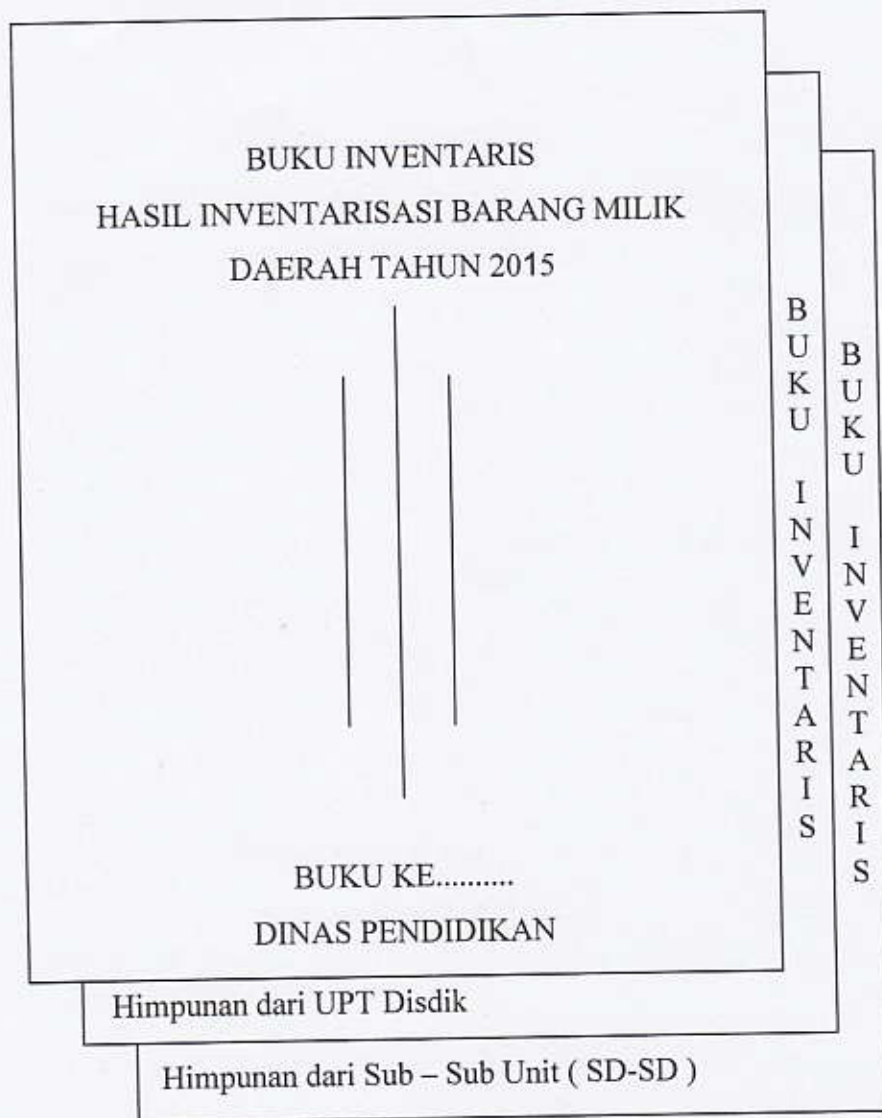 BUKU INVENTARIS
HASIL INVENTARISASI BARANG MILIK
DAERAH TAHUN 2015
BUKU KE..........
DINAS PENDIDIKAN
BUKU INVENTARIS
Himpunan dari UPT Disdik
BUKU INVENTARIS
Himpunan dari Sub – Sub Unit ( SD-SD )